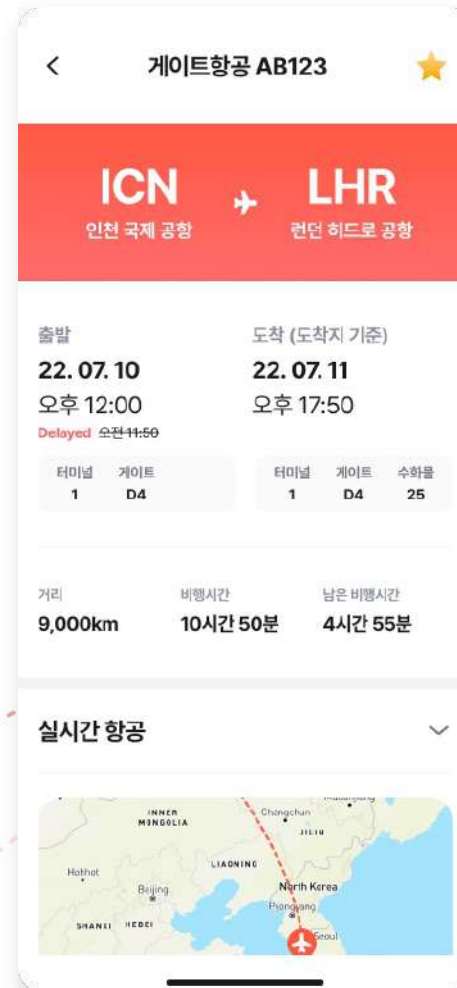 게이트항공 AB123
ICN
LHR
인천 국제 공항
런던 히드로 공항
출발
도착 (도착지 기준)
22. 07. 10
22. 07. 11
오후 12:00
오후 17:50
Delayed 오전 11:50
터미널 게이트
터미널 게이트 수화물
1 D4
1 D4 25
거리 비행시간 남은 비행시간
9,000km 10시간 50분 4시간 55분
실시간 항공
INNER
MONGOLIA
Changchun
JILIN
LIAONING
Hohhot
Beijing
North Korea
Pyongyang
SHANXI HEBEI
Seoul